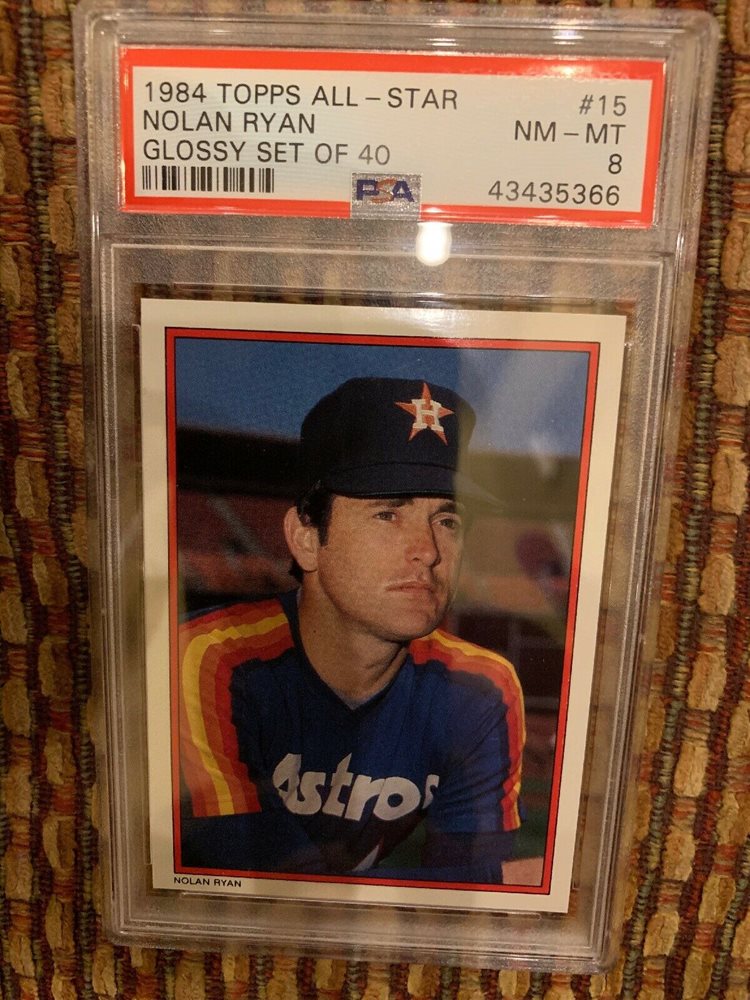 1984 TOPPS ALL-STAR #15
NOLAN RYAN NM-MT
GLOSSY SET OF 40 8
PSA 43435366
H
Astros
NOLAN RYAN